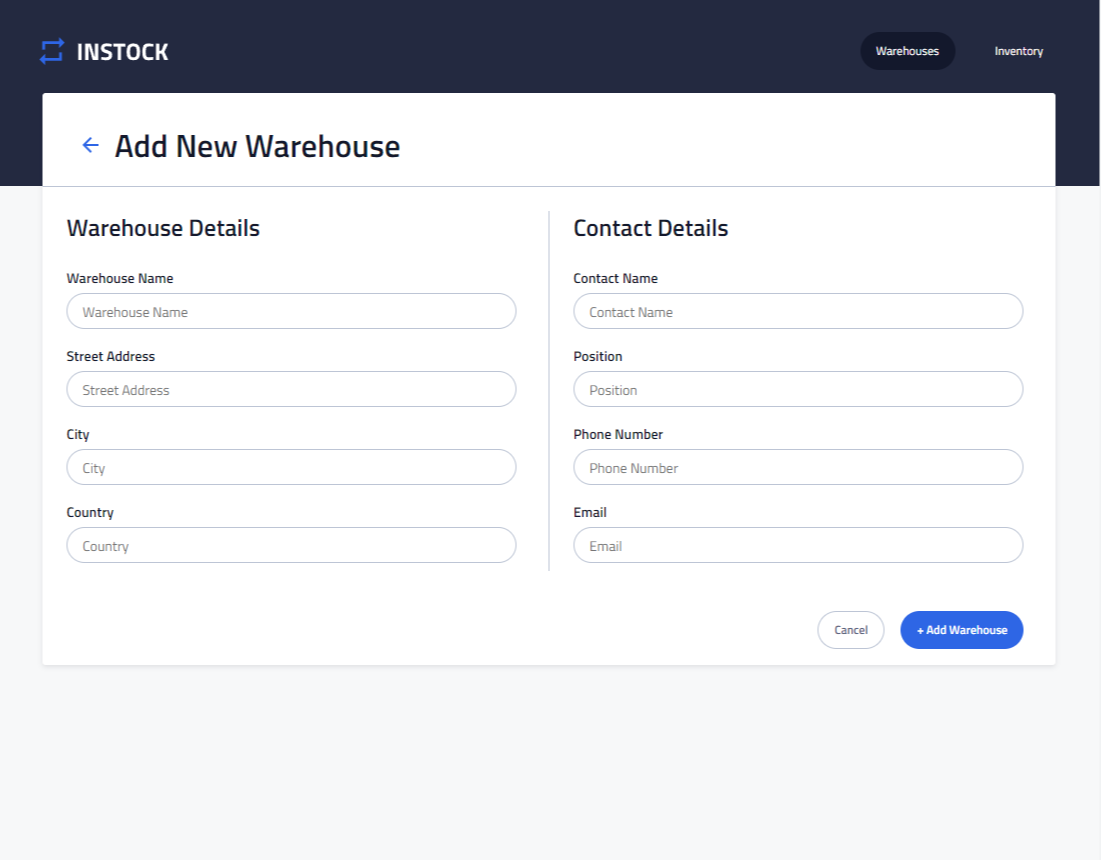 INSTOCK
Warehouses
Inventory
Add New Warehouse
Warehouse Details
Warehouse Name
Warehouse Name
Street Address
Street Address
City
City
Country
Country
Contact Details
Contact Name
Contact Name
Position
Position
Phone Number
Phone Number
Email
Email
Cancel
+ Add Warehouse